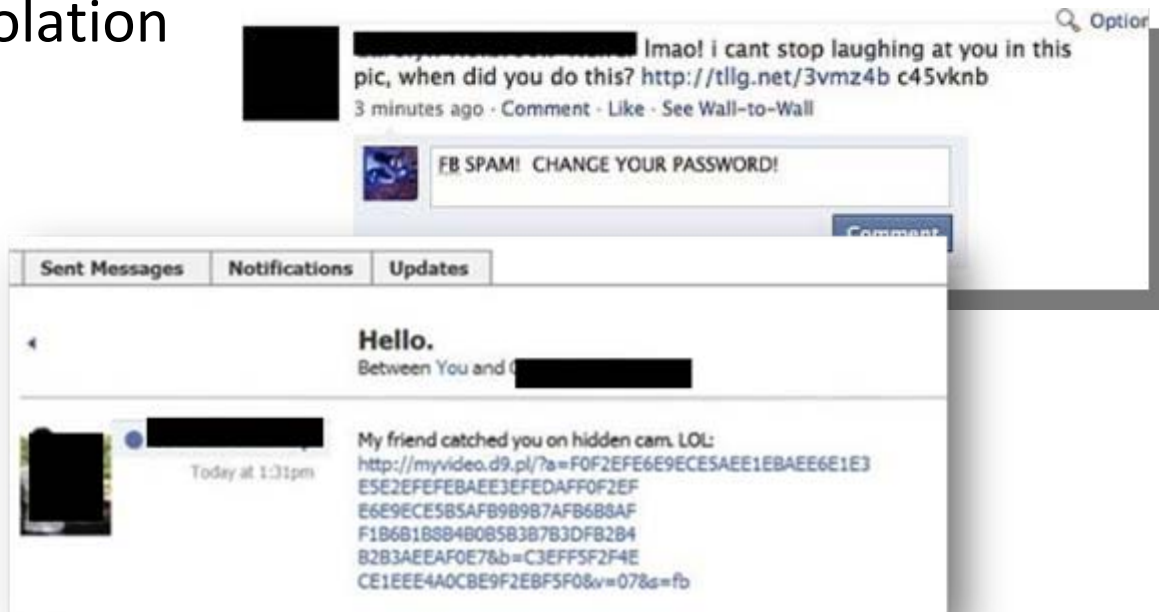 olation
Option
lmao! i cant stop laughing at you in this
pic, when did you do this? http://tllg.net/3vmz4b c45vknb
3 minutes ago · Comment · Like · See Wall-to-Wall
FB SPAM! CHANGE YOUR PASSWORD!
Comment
Sent Messages Notifications Updates
Hello.
Between You and
My friend catched you on hidden cam. LOL:
Today at 1:31pm
http://myvideo.d9.pl/?a=F0F2EFE6E9ECE5AEE1EBAEE6E1E3
E5E2EFEFEBAEE3EFEDAFF0F2EF
E6E9ECE5B5AFB9B9B7AFB6B8AF
F1B6B1B8B4B0B5B3B7B3DFB2B4
B2B3AEEAF0E7&b=C3EFF5F2F4E
CE1EEE4A0CBE9F2EBF5F0&v=07&s=fb